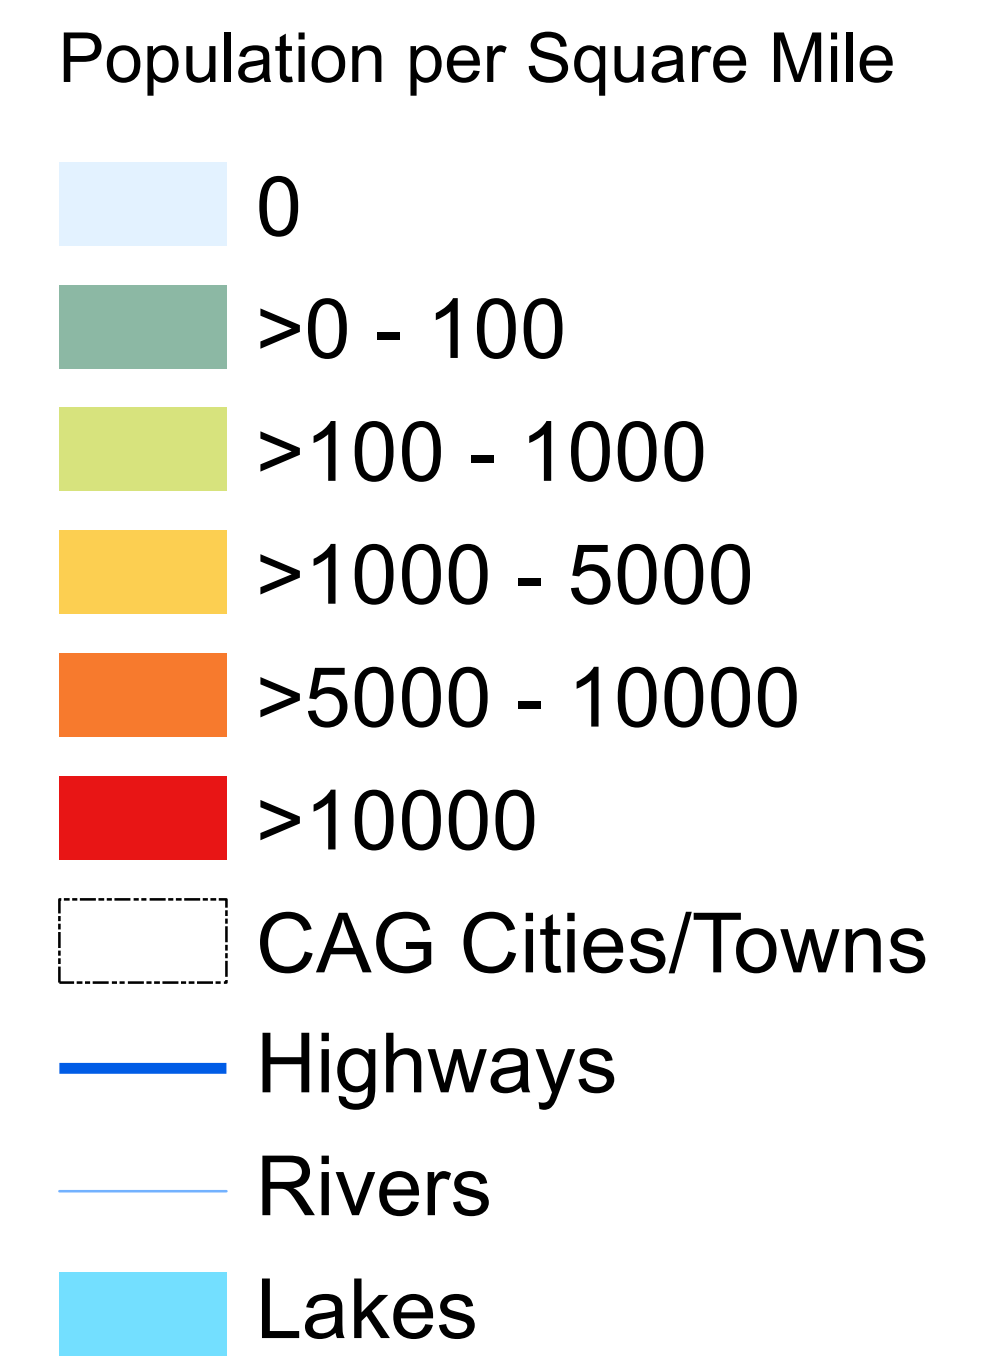 Population per Square Mile
0
>0 - 100
>100 - 1000
>1000 - 5000
>5000 - 10000
>10000
CAG Cities/Towns
Highways
Rivers
Lakes